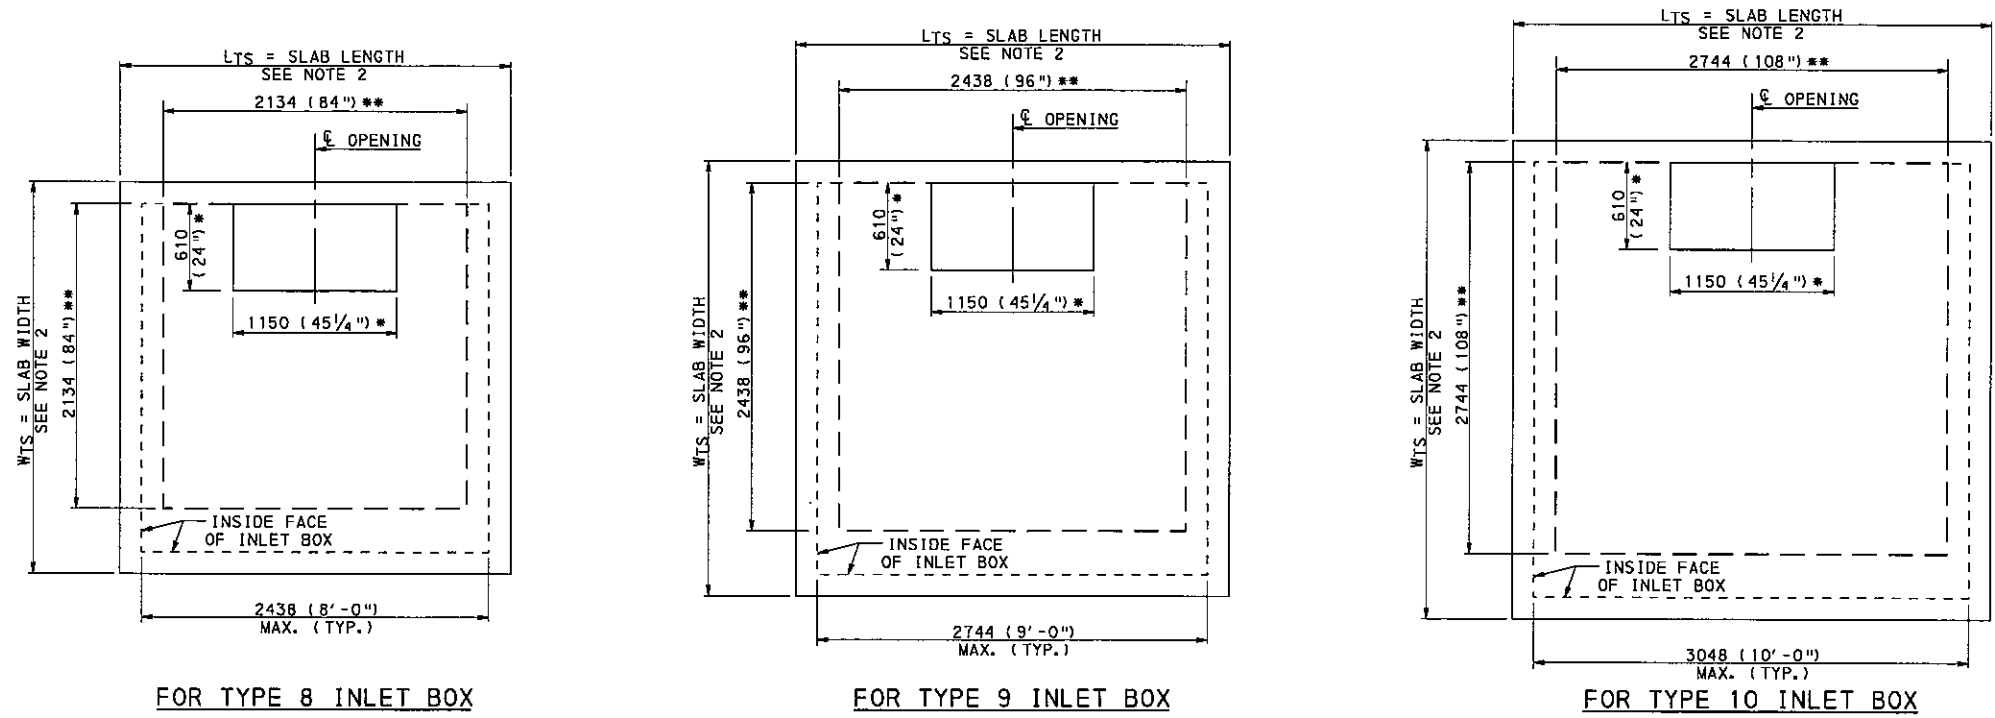 LTS = SLAB LENGTH
SEE NOTE 2
2134 (84")**
℄ OPENING
WTS = SLAB WIDTH
SEE NOTE 2
2134 (84")**
610
(24")*
1150 (45¼")*
INSIDE FACE
OF INLET BOX
2438 (8'-0")
MAX. (TYP.)
FOR TYPE 8 INLET BOX
LTS = SLAB LENGTH
SEE NOTE 2
2438 (96")**
℄ OPENING
WTS = SLAB WIDTH
SEE NOTE 2
2438 (96")**
610
(24")*
1150 (45¼")*
INSIDE FACE
OF INLET BOX
2744 (9'-0")
MAX. (TYP.)
FOR TYPE 9 INLET BOX
LTS = SLAB LENGTH
SEE NOTE 2
2744 (108")**
℄ OPENING
WTS = SLAB WIDTH
SEE NOTE 2
2744 (108")**
610
(24")*
1150 (45¼")*
INSIDE FACE
OF INLET BOX
3048 (10'-0")
MAX. (TYP.)
FOR TYPE 10 INLET BOX